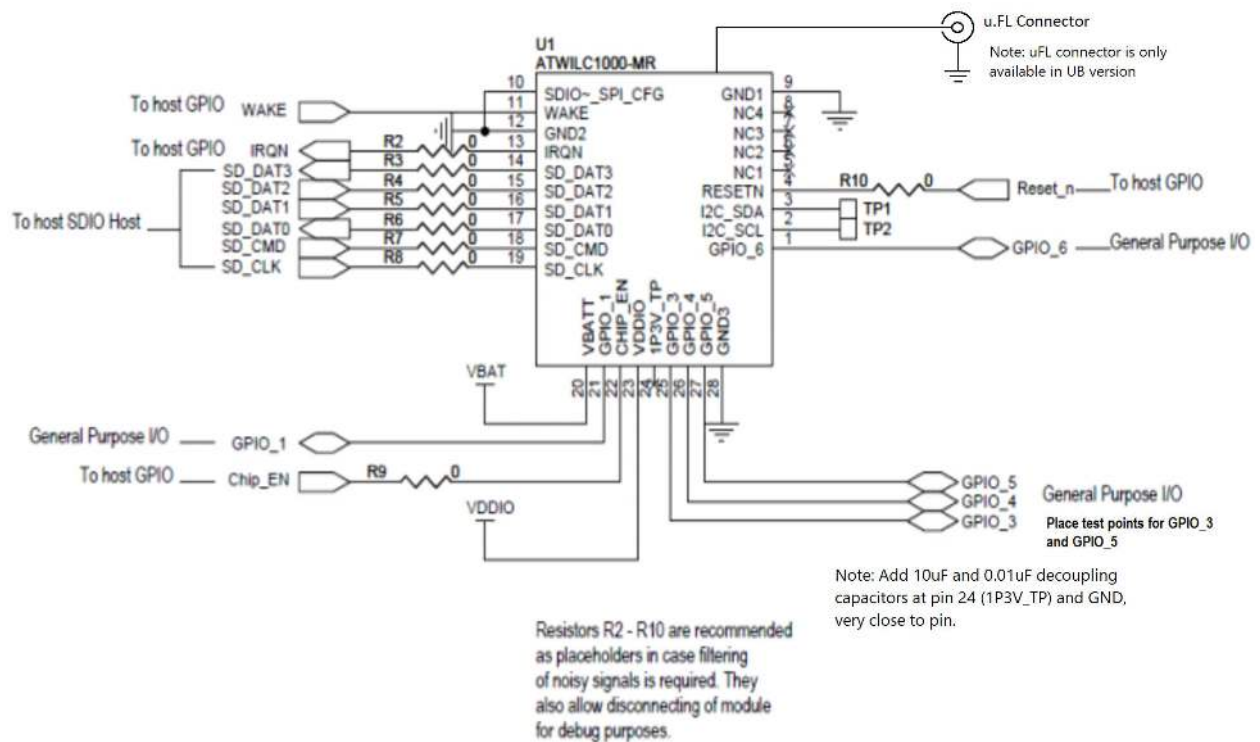 u.FL Connector
Note: uFL connector is only
available in UB version
U1
ATWILC1000-MR
To host GPIO WAKE
To host GPIO IRQN
To host SDIO Host
SD_DAT3
SD_DAT2
SD_DAT1
SD_DAT0
SD_CMD
SD_CLK
R2 0
R3 0
R4 0
R5 0
R6 0
R7 0
R8 0
10 SDIO~_SPI_CFG
11 WAKE
12 GND2
13 IRQN
14 SD_DAT3
15 SD_DAT2
16 SD_DAT1
17 SD_DAT0
18 SD_CMD
19 SD_CLK
GND1 9
NC4 8
NC3
NC2
NC1
RESETN 4
I2C_SDA 3
I2C_SCL 2
GPIO_6 1
R10 0 Reset_n To host GPIO
TP1
TP2
GPIO_6 General Purpose I/O
VBATT
GPIO_1
CHIP_EN
VDDIO
1P3V_TP
GPIO_3
GPIO_4
GPIO_5
GND3
20
21
22
23
24
25
26
27
28
VBAT
General Purpose I/O GPIO_1
To host GPIO Chip_EN R9 0
VDDIO
GPIO_5
GPIO_4
GPIO_3
General Purpose I/O
Place test points for GPIO_3
and GPIO_5
Note: Add 10uF and 0.01uF decoupling
capacitors at pin 24 (1P3V_TP) and GND,
very close to pin.
Resistors R2 - R10 are recommended
as placeholders in case filtering
of noisy signals is required. They
also allow disconnecting of module
for debug purposes.